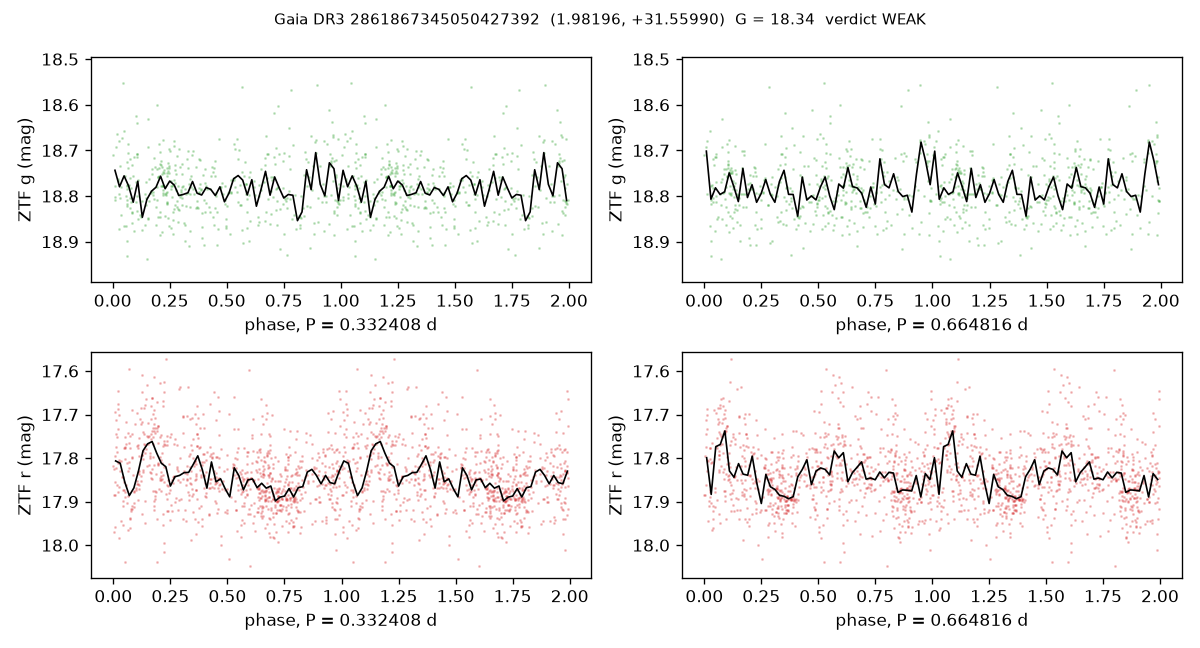 Gaia DR3 2861867345050427392  (1.98196, +31.55990)  G = 18.34  verdict WEAK
18.5
18.6
18.7
18.8
18.9
ZTF g (mag)
0.00 0.25 0.50 0.75 1.00 1.25 1.50 1.75 2.00
phase, P = 0.332408 d
18.5
18.6
18.7
18.8
18.9
ZTF g (mag)
0.00 0.25 0.50 0.75 1.00 1.25 1.50 1.75 2.00
phase, P = 0.664816 d
17.6
17.7
17.8
17.9
18.0
ZTF r (mag)
0.00 0.25 0.50 0.75 1.00 1.25 1.50 1.75 2.00
phase, P = 0.332408 d
17.6
17.7
17.8
17.9
18.0
ZTF r (mag)
0.00 0.25 0.50 0.75 1.00 1.25 1.50 1.75 2.00
phase, P = 0.664816 d